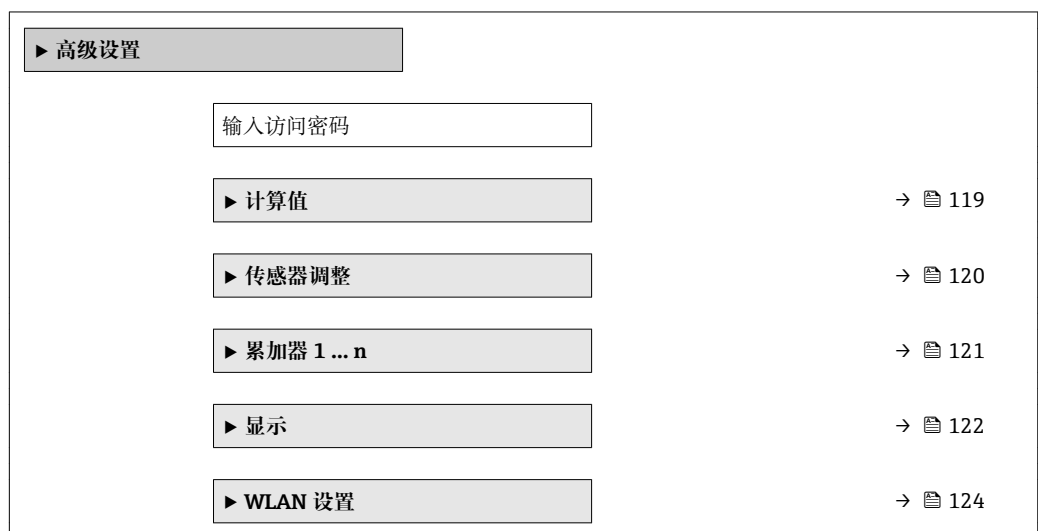 ▶ 高级设置
输入访问密码
▶ 计算值 → 119
▶ 传感器调整 → 120
▶ 累加器 1 ... n → 121
▶ 显示 → 122
▶ WLAN 设置 → 124